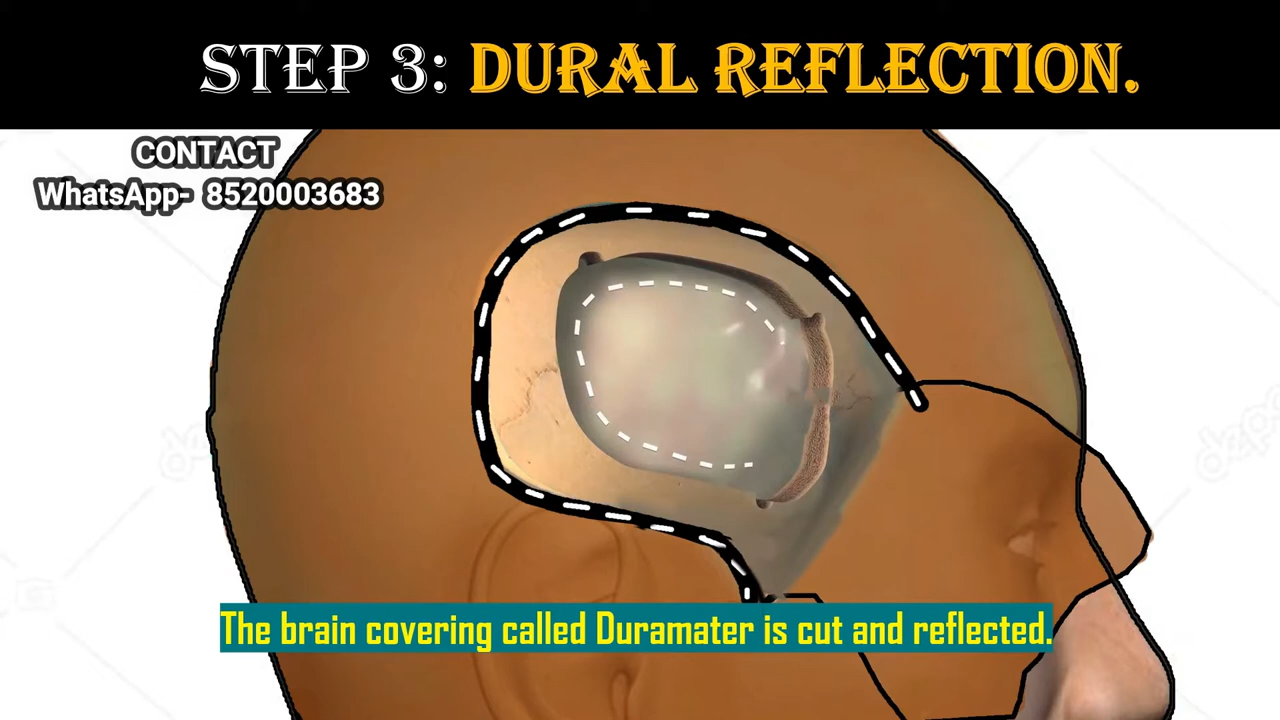 STEP 3: DURAL REFLECTION.
CONTACT
WhatsApp- 8520003683
The brain covering called Duramater is cut and reflected.